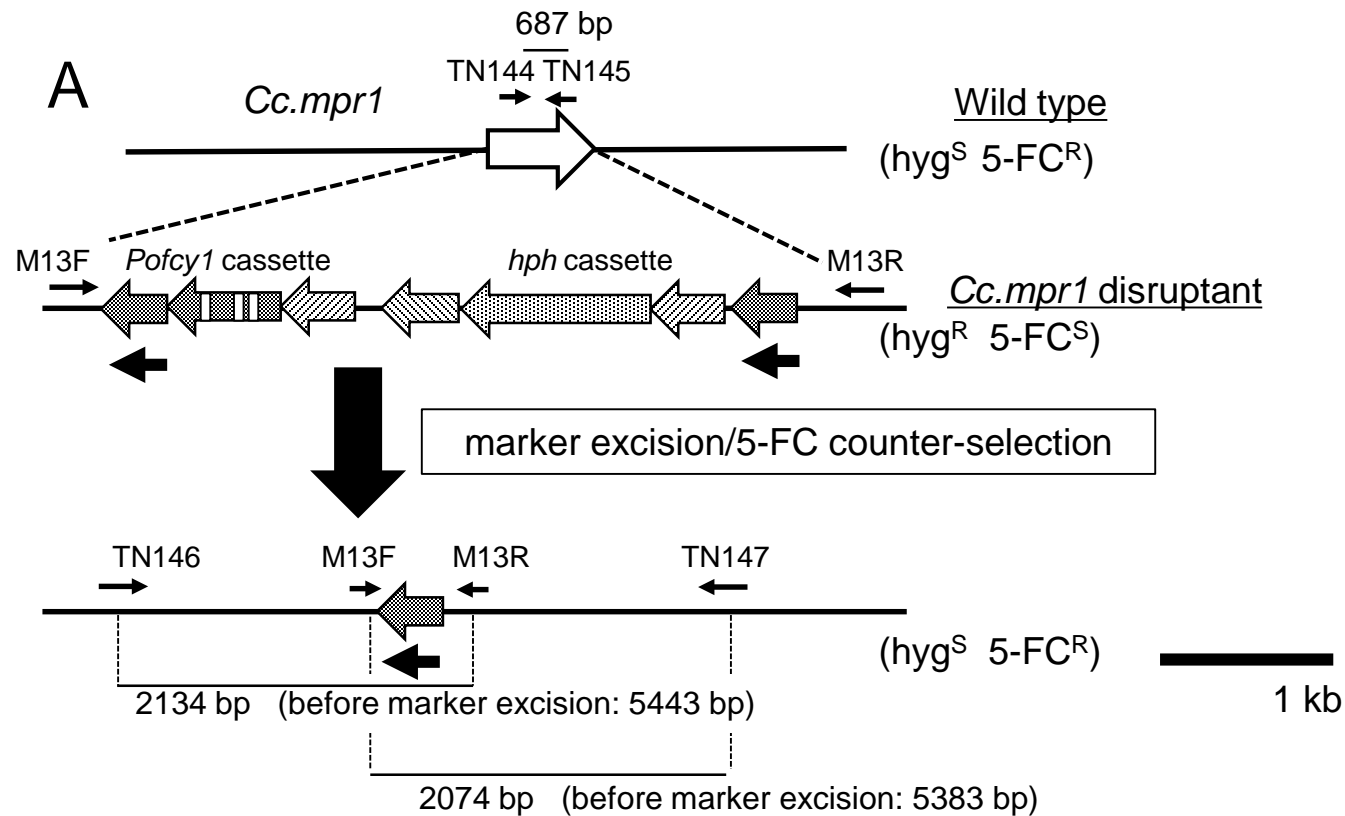 A
687 bp
TN144 TN145
Cc.mpr1
Wild type
(hygS 5-FCR)
M13F
Pofcy1 cassette
hph cassette
M13R
Cc.mpr1 disruptant
(hygR 5-FCS)
marker excision/5-FC counter-selection
TN146
M13F
M13R
TN147
(hygS 5-FCR)
2134 bp (before marker excision: 5443 bp)
1 kb
2074 bp (before marker excision: 5383 bp)